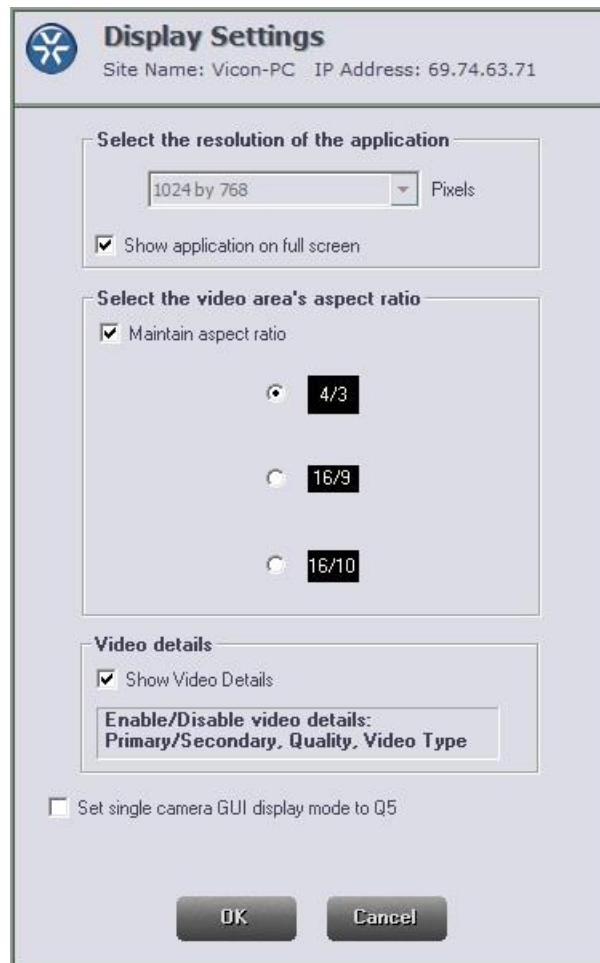 Display Settings
Site Name: Vicon-PC IP Address: 69.74.63.71
Select the resolution of the application
1024 by 768
Pixels
Show application on full screen
Select the video area's aspect ratio
Maintain aspect ratio
4/3
16/9
16/10
Video details
Show Video Details
Enable/Disable video details:
Primary/Secondary, Quality, Video Type
Set single camera GUI display mode to Q5
OK
Cancel